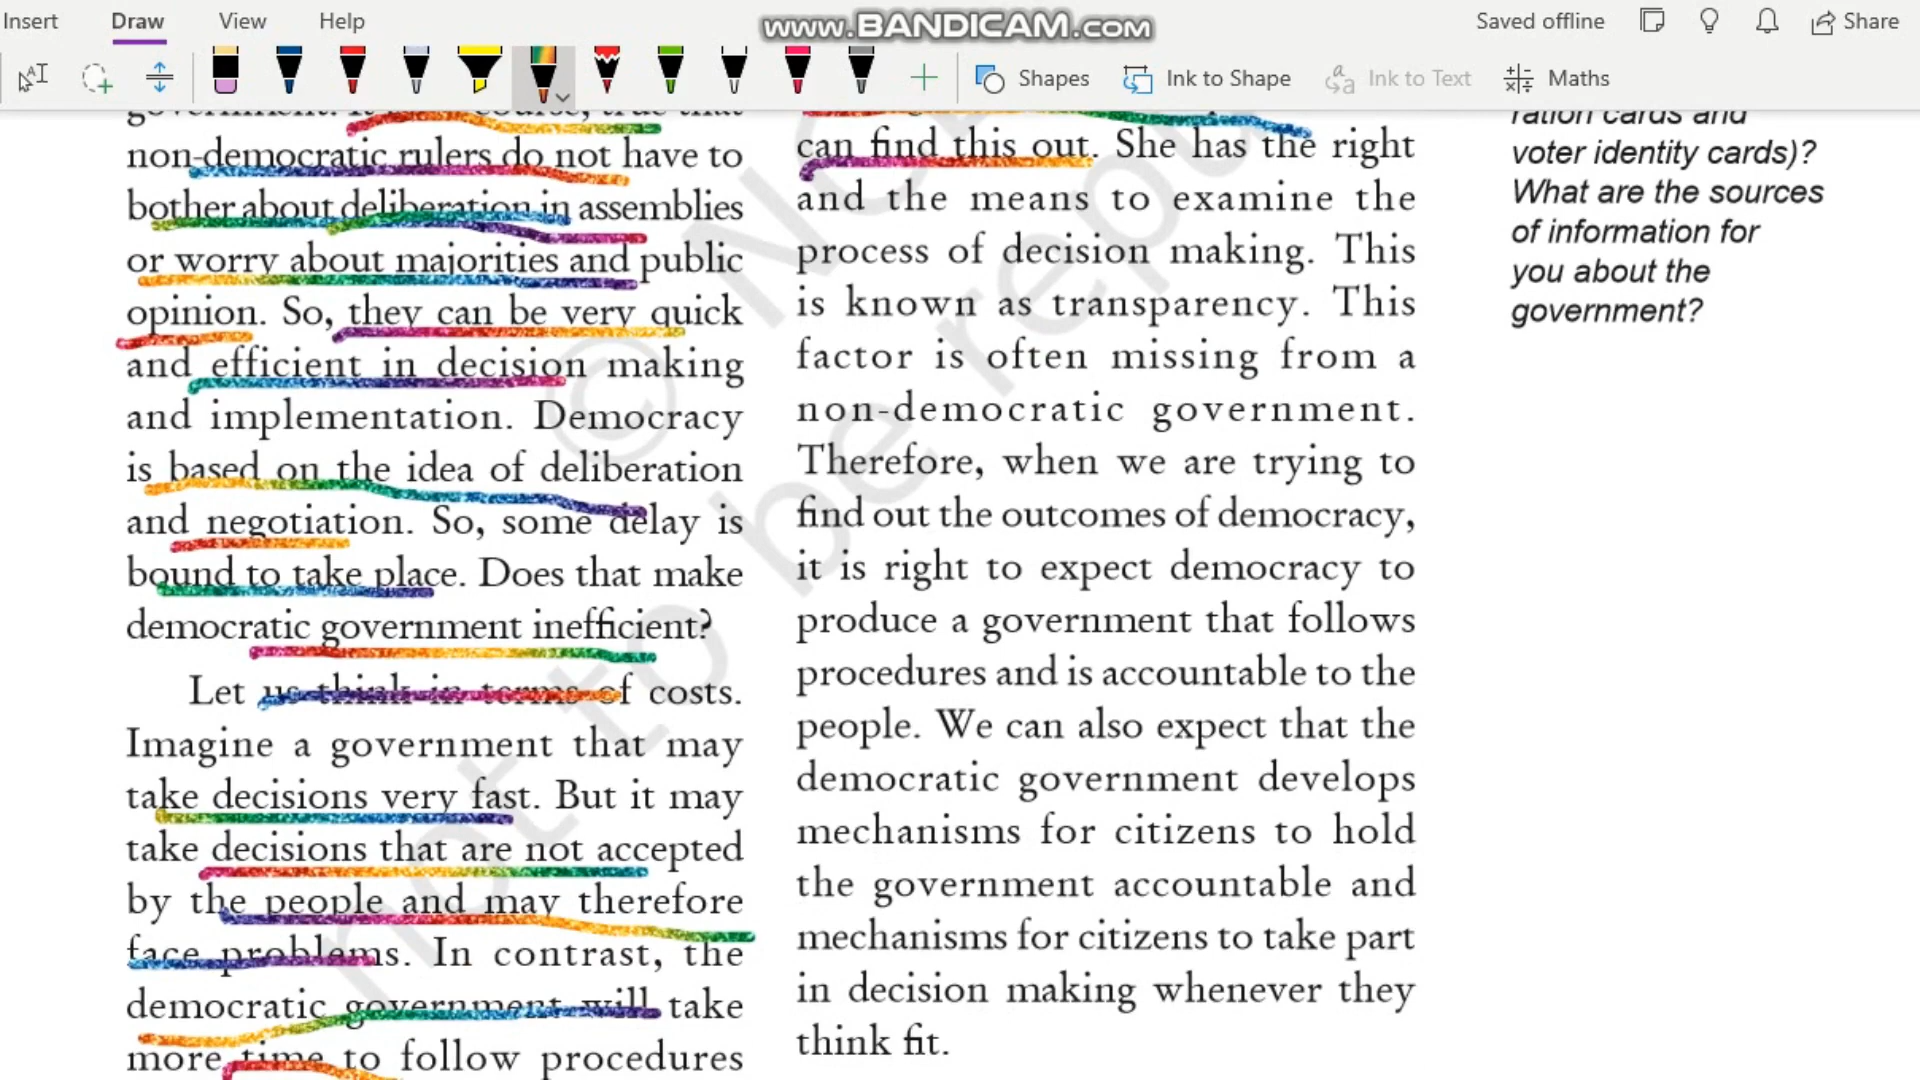 Insert Draw View Help
www.BANDICAM.com
Saved offline
Share
Shapes
Ink to Shape
Ink to Text
Maths
non-democratic rulers do not have to
bother about deliberation in assemblies
or worry about majorities and public
opinion. So, they can be very quick
and efficient in decision making
and implementation. Democracy
is based on the idea of deliberation
and negotiation. So, some delay is
bound to take place. Does that make
democratic government inefficient?
Let us think in terms of costs.
Imagine a government that may
take decisions very fast. But it may
take decisions that are not accepted
by the people and may therefore
face problems. In contrast, the
democratic government will take
more time to follow procedures
can find this out. She has the right
and the means to examine the
process of decision making. This
is known as transparency. This
factor is often missing from a
non-democratic government.
Therefore, when we are trying to
find out the outcomes of democracy,
it is right to expect democracy to
produce a government that follows
procedures and is accountable to the
people. We can also expect that the
democratic government develops
mechanisms for citizens to hold
the government accountable and
mechanisms for citizens to take part
in decision making whenever they
think fit.
ration cards and
voter identity cards)?
What are the sources
of information for
you about the
government?
not to be repu
© N